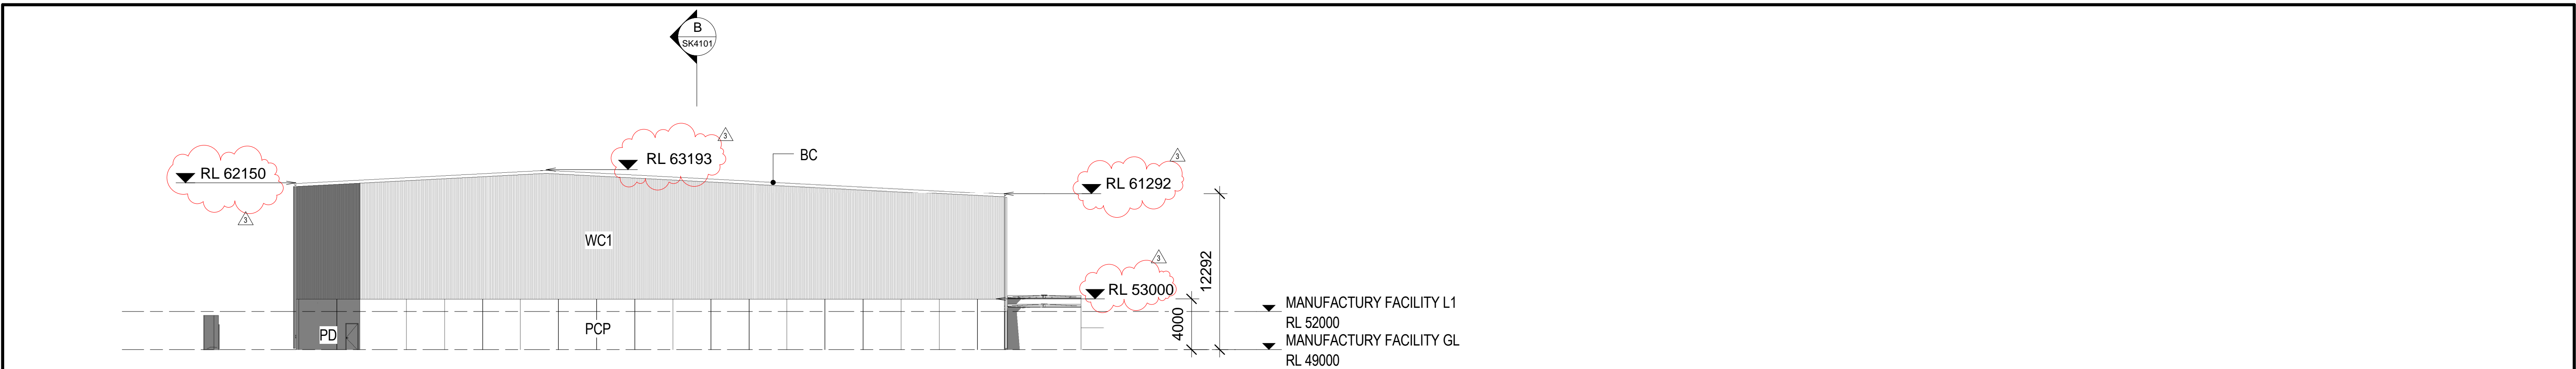 B
SK4101
3
RL 63193
BC
3
RL 62150
RL 61292
3
WC1
12292
3
RL 53000
MANUFACTURY FACILITY L1
RL 52000
4000
PD
PCP
MANUFACTURY FACILITY GL
RL 49000